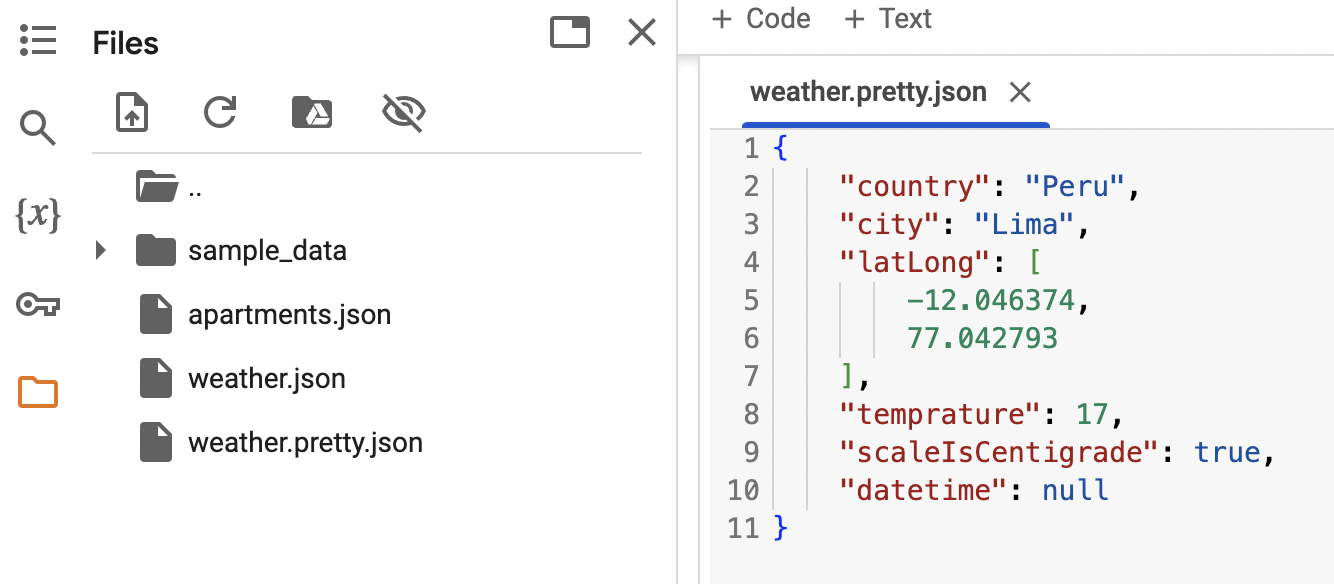 Files
..
sample_data
apartments.json
weather.json
weather.pretty.json
{x}
+ Code + Text
weather.pretty.json
1 {
2 "country": "Peru",
3 "city": "Lima",
4 "latLong": [
5 -12.046374,
6 77.042793
7 ],
8 "temprature": 17,
9 "scaleIsCentigrade": true,
10 "datetime": null
11 }